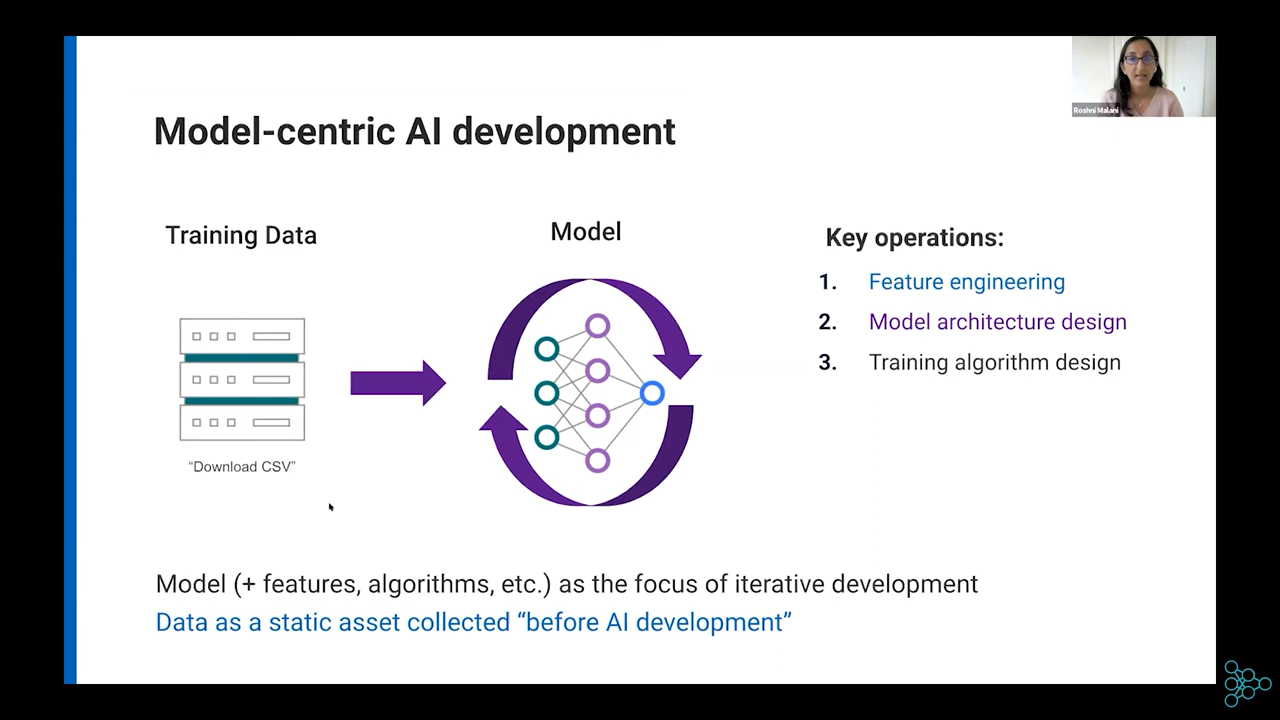 Roshni Malani
Model-centric AI development
Training Data
Model
Key operations:
1. Feature engineering
2. Model architecture design
3. Training algorithm design
“Download CSV”
Model (+ features, algorithms, etc.) as the focus of iterative development
Data as a static asset collected “before AI development”